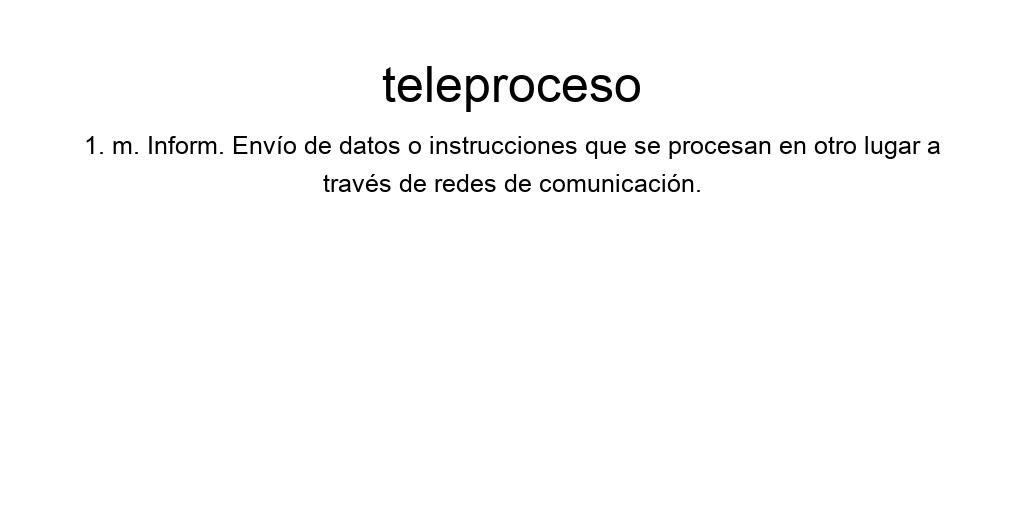 teleproceso
1. m. Inform. Envío de datos o instrucciones que se procesan en otro lugar a
través de redes de comunicación.